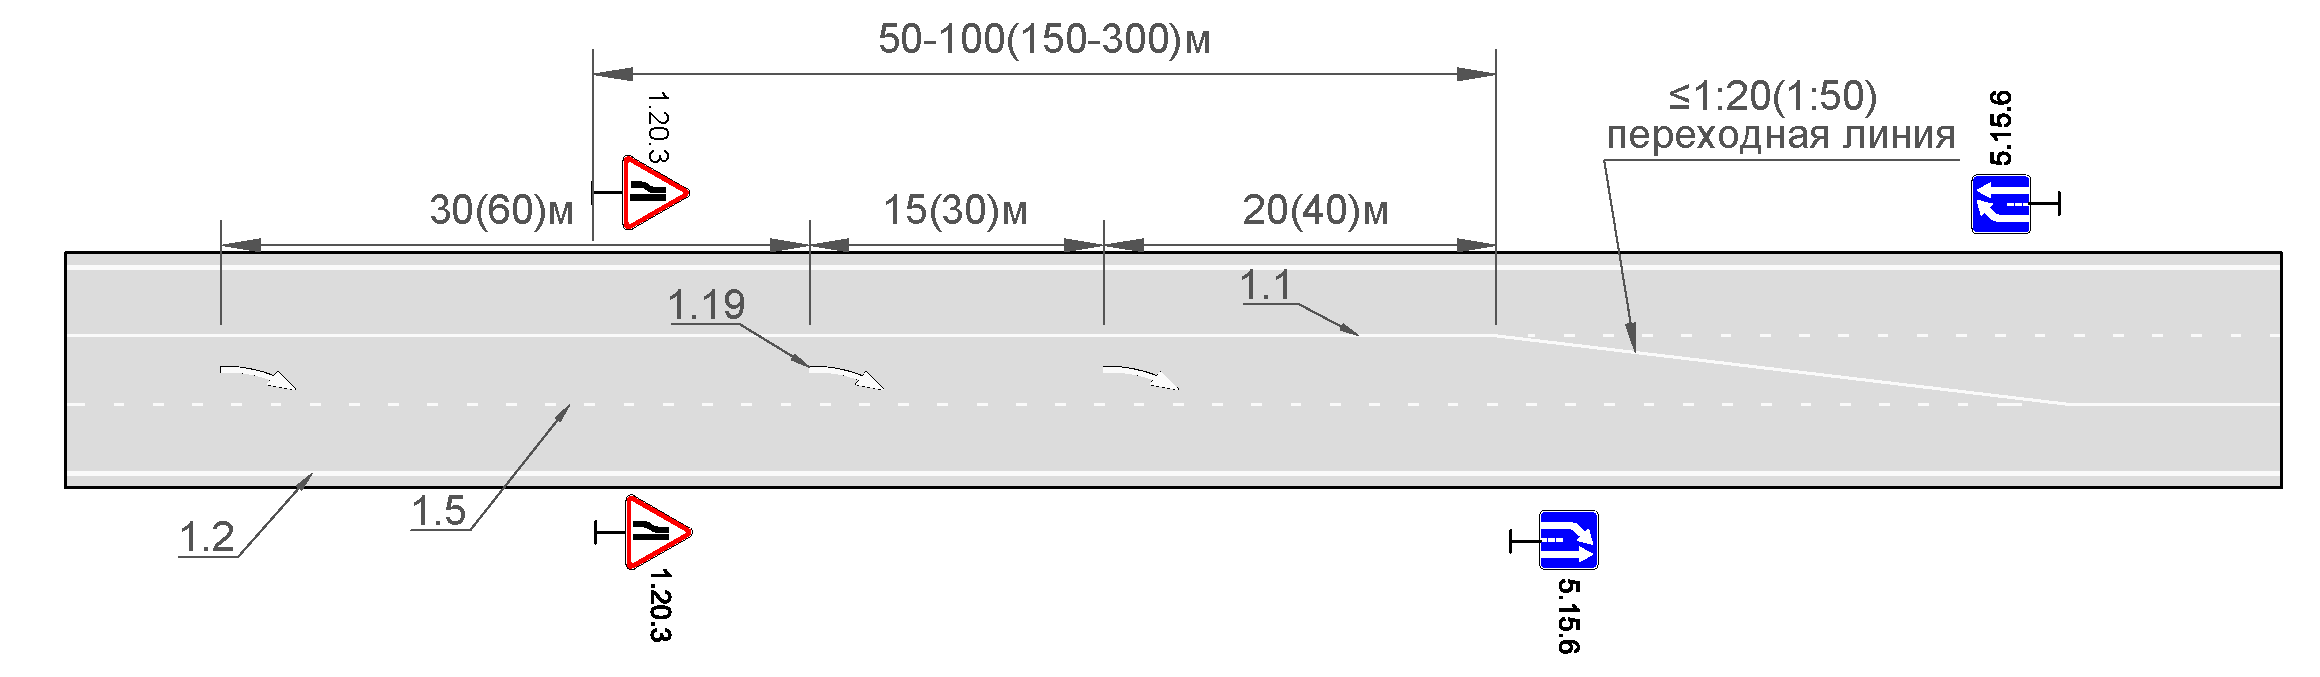 50-100(150-300)м
≤1:20(1:50)
переходная линия
5.15.6
1.20.3
30(60)м
15(30)м
20(40)м
1.1
1.19
1.5
1.2
1.20.3
5.15.6